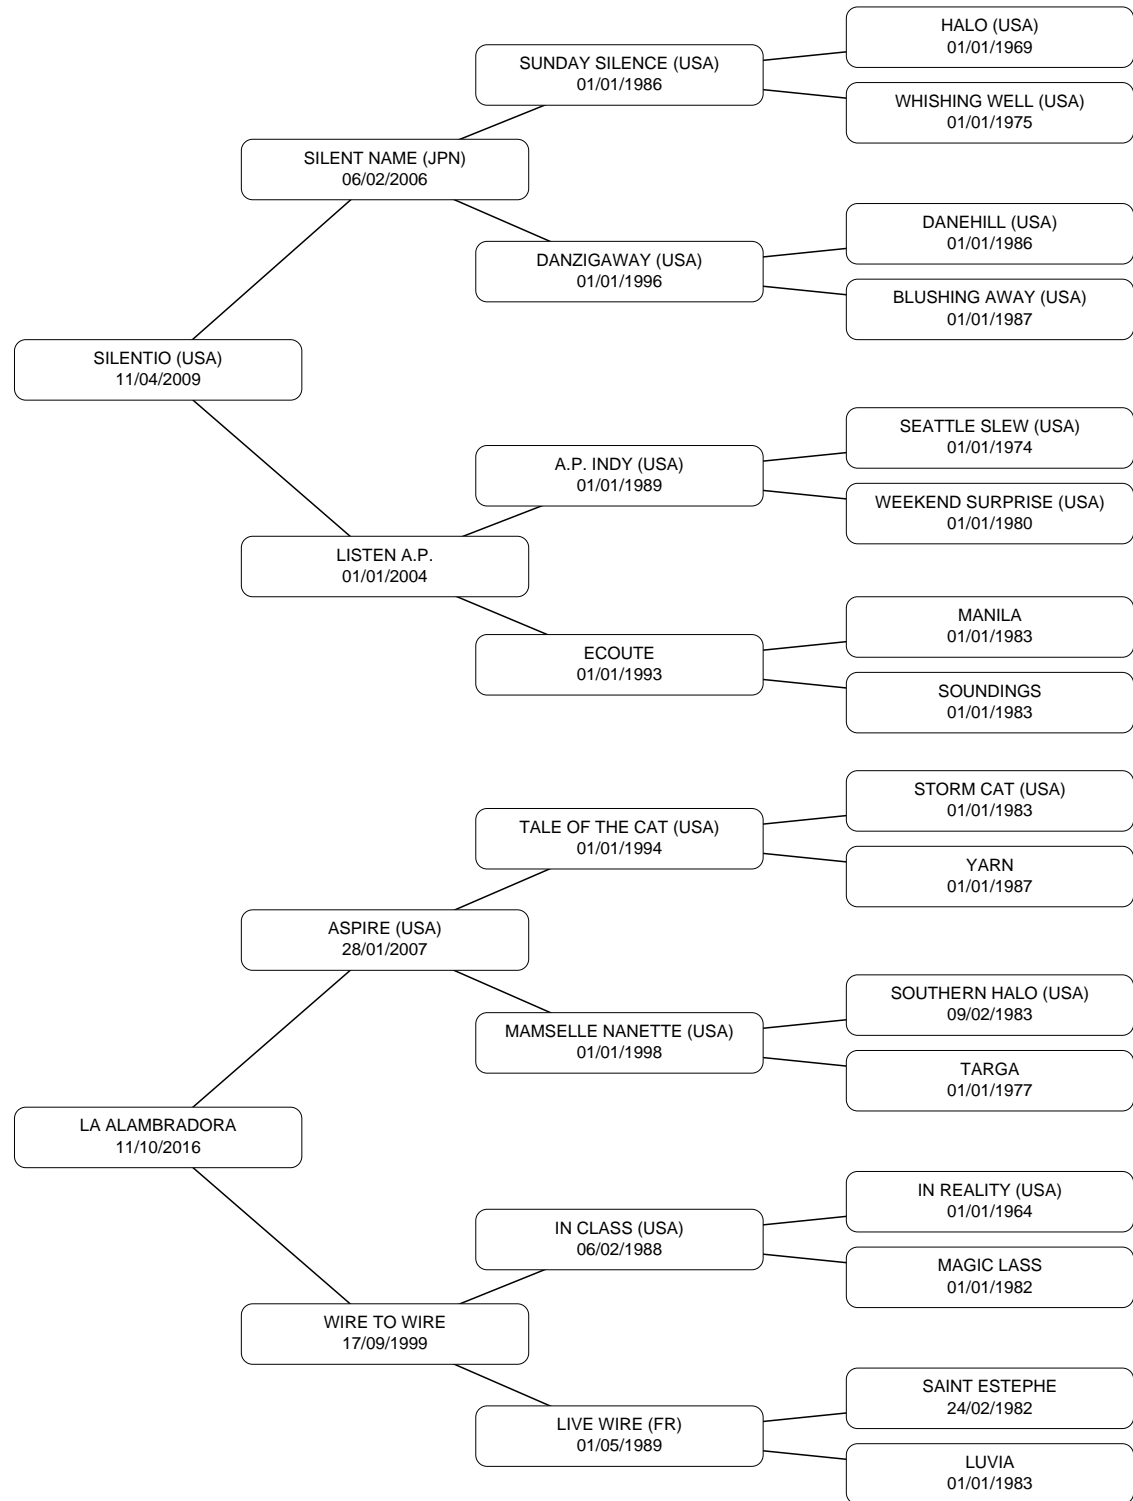 HALO (USA)
01/01/1969
SUNDAY SILENCE (USA)
01/01/1986
WHISHING WELL (USA)
01/01/1975
SILENT NAME (JPN)
06/02/2006
DANEHILL (USA)
01/01/1986
DANZIGAWAY (USA)
01/01/1996
BLUSHING AWAY (USA)
01/01/1987
SILENTIO (USA)
11/04/2009
SEATTLE SLEW (USA)
01/01/1974
A.P. INDY (USA)
01/01/1989
WEEKEND SURPRISE (USA)
01/01/1980
LISTEN A.P.
01/01/2004
MANILA
01/01/1983
ECOUTE
01/01/1993
SOUNDINGS
01/01/1983
STORM CAT (USA)
01/01/1983
TALE OF THE CAT (USA)
01/01/1994
YARN
01/01/1987
ASPIRE (USA)
28/01/2007
SOUTHERN HALO (USA)
09/02/1983
MAMSELLE NANETTE (USA)
01/01/1998
TARGA
01/01/1977
LA ALAMBRADORA
11/10/2016
IN REALITY (USA)
01/01/1964
IN CLASS (USA)
06/02/1988
MAGIC LASS
01/01/1982
WIRE TO WIRE
17/09/1999
SAINT ESTEPHE
24/02/1982
LIVE WIRE (FR)
01/05/1989
LUVIA
01/01/1983